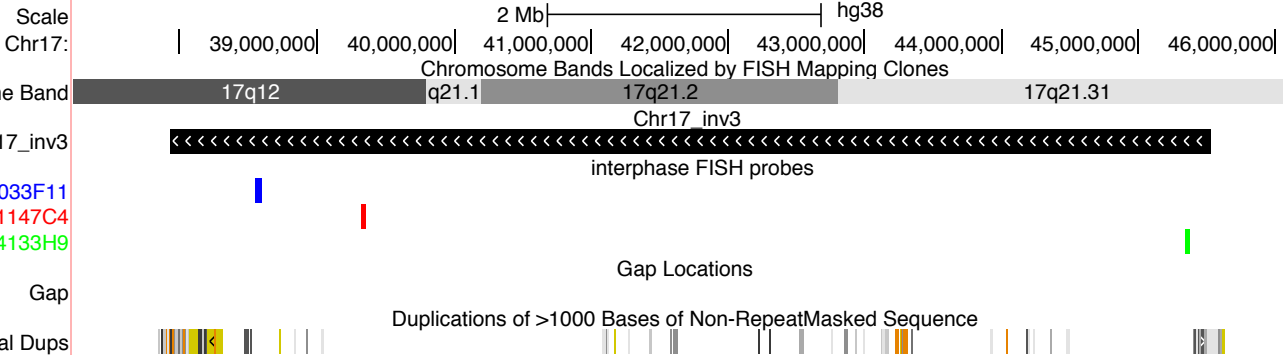 Scale 2 Mb hg38
Chr17: 39,000,000 40,000,000 41,000,000 42,000,000 43,000,000 44,000,000 45,000,000 46,000,000
Chromosome Bands Localized by FISH Mapping Clones
e Band 17q12 q21.1 17q21.2 17q21.31
Chr17_inv3
17_inv3
interphase FISH probes
033F11
1147C4
4133H9
Gap Locations
Gap
Duplications of >1000 Bases of Non-RepeatMasked Sequence
al Dups